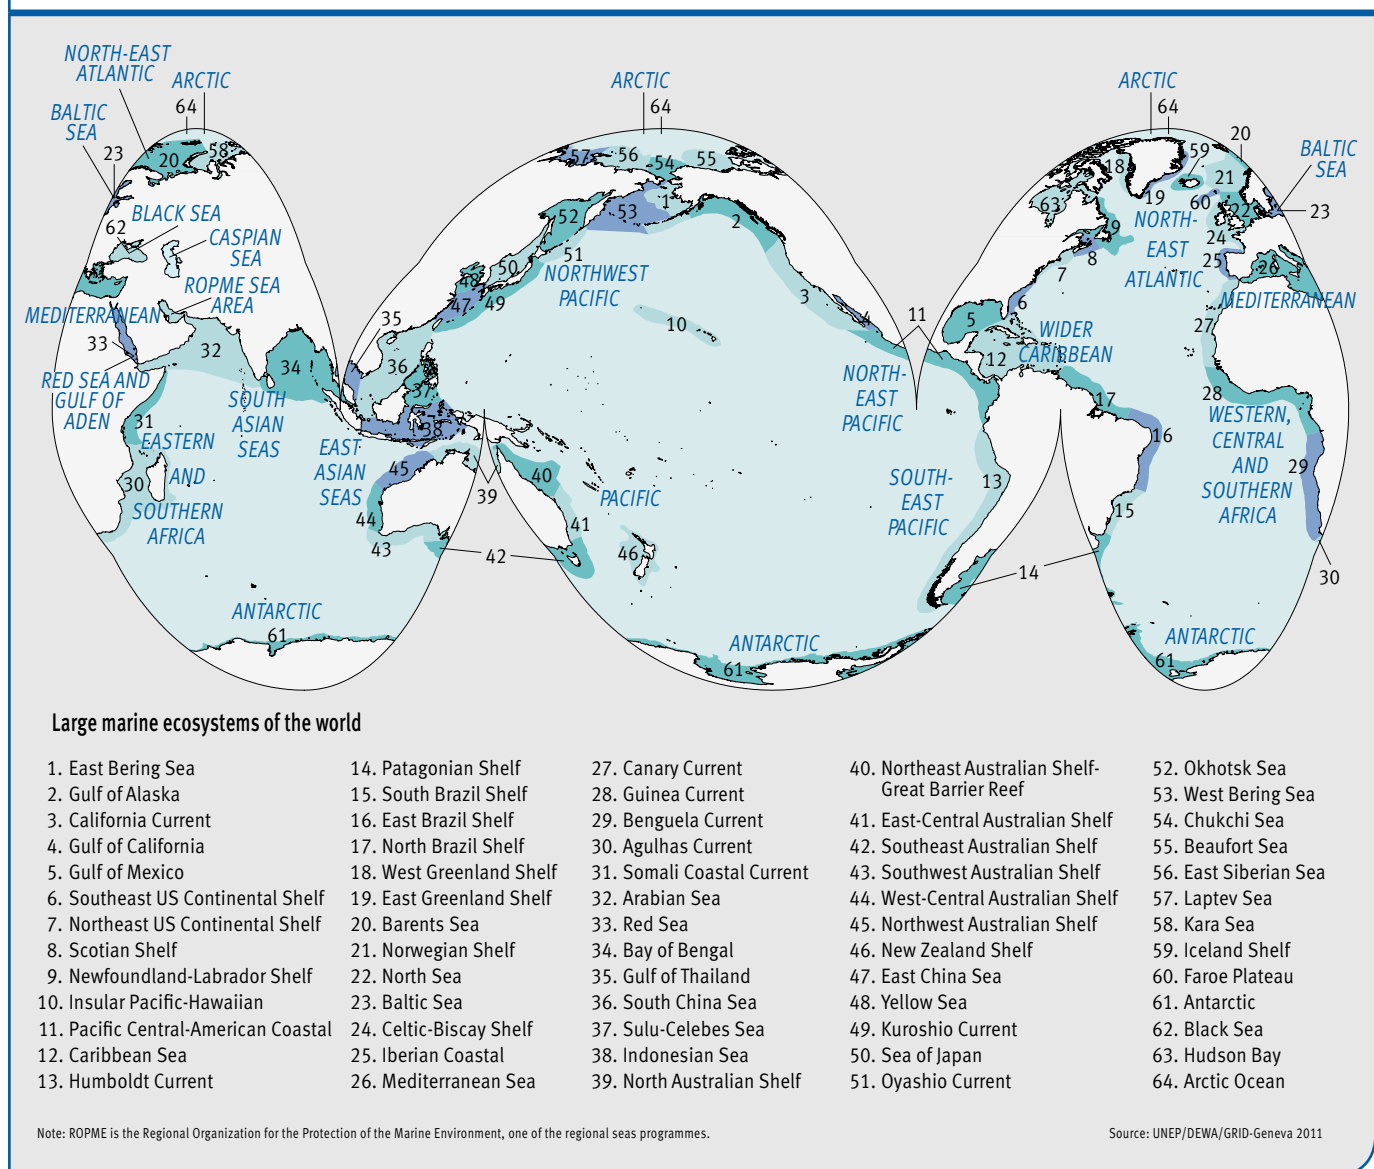 NORTH-EAST
ATLANTIC
ARCTIC
64
BALTIC
SEA
23
20
58
BLACK SEA
62
CASPIAN
SEA
ROPME SEA
AREA
MEDITERRANEAN
33
32
34
RED SEA AND
GULF OF
ADEN
SOUTH
ASIAN
SEAS
31
EASTERN
AND
SOUTHERN
AFRICA
30
ANTARCTIC
61
ARCTIC
64
57
56
54
55
52
53
1
2
51
50
48
47
49
NORTHWEST
PACIFIC
35
36
37
38
EAST
ASIAN
SEAS
45
44
43
39
40
41
42
46
PACIFIC
10
3
4
11
NORTH-
EAST
PACIFIC
SOUTH-
EAST
PACIFIC
13
14
ANTARCTIC
61
ARCTIC
64
20
59
18
21
BALTIC
SEA
63
19
60
22
23
9
NORTH-
EAST
ATLANTIC
24
8
25
26
7
6
MEDITERRANEAN
5
27
WIDER
CARIBBEAN
12
17
28
WESTERN,
CENTRAL
AND
SOUTHERN
AFRICA
16
29
15
30
ANTARCTIC
61
Large marine ecosystems of the world
1. East Bering Sea
2. Gulf of Alaska
3. California Current
4. Gulf of California
5. Gulf of Mexico
6. Southeast US Continental Shelf
7. Northeast US Continental Shelf
8. Scotian Shelf
9. Newfoundland-Labrador Shelf
10. Insular Pacific-Hawaiian
11. Pacific Central-American Coastal
12. Caribbean Sea
13. Humboldt Current
14. Patagonian Shelf
15. South Brazil Shelf
16. East Brazil Shelf
17. North Brazil Shelf
18. West Greenland Shelf
19. East Greenland Shelf
20. Barents Sea
21. Norwegian Shelf
22. North Sea
23. Baltic Sea
24. Celtic-Biscay Shelf
25. Iberian Coastal
26. Mediterranean Sea
27. Canary Current
28. Guinea Current
29. Benguela Current
30. Agulhas Current
31. Somali Coastal Current
32. Arabian Sea
33. Red Sea
34. Bay of Bengal
35. Gulf of Thailand
36. South China Sea
37. Sulu-Celebes Sea
38. Indonesian Sea
39. North Australian Shelf
40. Northeast Australian Shelf-
Great Barrier Reef
41. East-Central Australian Shelf
42. Southeast Australian Shelf
43. Southwest Australian Shelf
44. West-Central Australian Shelf
45. Northwest Australian Shelf
46. New Zealand Shelf
47. East China Sea
48. Yellow Sea
49. Kuroshio Current
50. Sea of Japan
51. Oyashio Current
52. Okhotsk Sea
53. West Bering Sea
54. Chukchi Sea
55. Beaufort Sea
56. East Siberian Sea
57. Laptev Sea
58. Kara Sea
59. Iceland Shelf
60. Faroe Plateau
61. Antarctic
62. Black Sea
63. Hudson Bay
64. Arctic Ocean
Note: ROPME is the Regional Organization for the Protection of the Marine Environment, one of the regional seas programmes.
Source: UNEP/DEWA/GRID-Geneva 2011